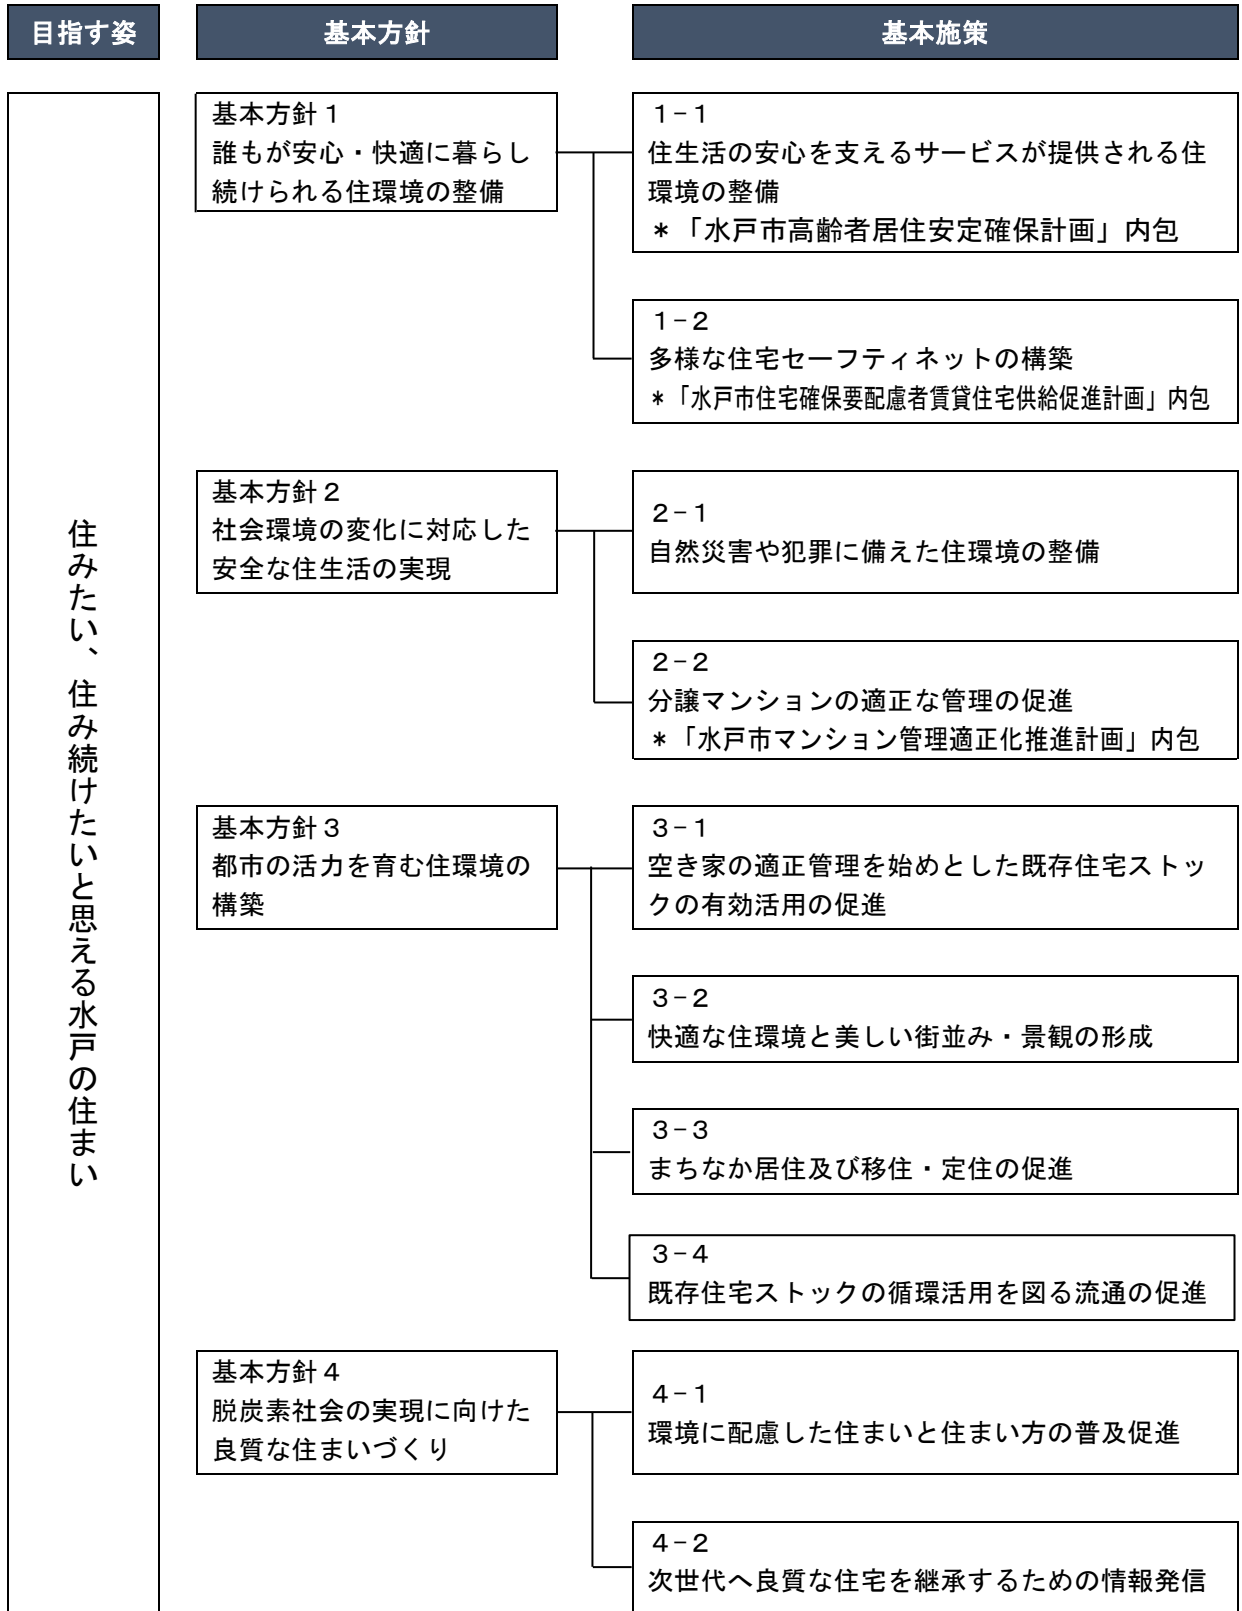 目指す姿
基本方針
基本施策
住みたい、住み続けたいと思える水戸の住まい
基本方針１
誰もが安心・快適に暮らし
続けられる住環境の整備
１－１
住生活の安心を支えるサービスが提供される住
環境の整備
＊「水戸市高齢者居住安定確保計画」内包
１－２
多様な住宅セーフティネットの構築
＊「水戸市住宅確保要配慮者賃貸住宅供給促進計画」内包
基本方針２
社会環境の変化に対応した
安全な住生活の実現
２－１
自然災害や犯罪に備えた住環境の整備
２－２
分譲マンションの適正な管理の促進
＊「水戸市マンション管理適正化推進計画」内包
基本方針３
都市の活力を育む住環境の
構築
３－１
空き家の適正管理を始めとした既存住宅ストッ
クの有効活用の促進
３－２
快適な住環境と美しい街並み・景観の形成
３－３
まちなか居住及び移住・定住の促進
３－４
既存住宅ストックの循環活用を図る流通の促進
基本方針４
脱炭素社会の実現に向けた
良質な住まいづくり
４－１
環境に配慮した住まいと住まい方の普及促進
４－２
次世代へ良質な住宅を継承するための情報発信